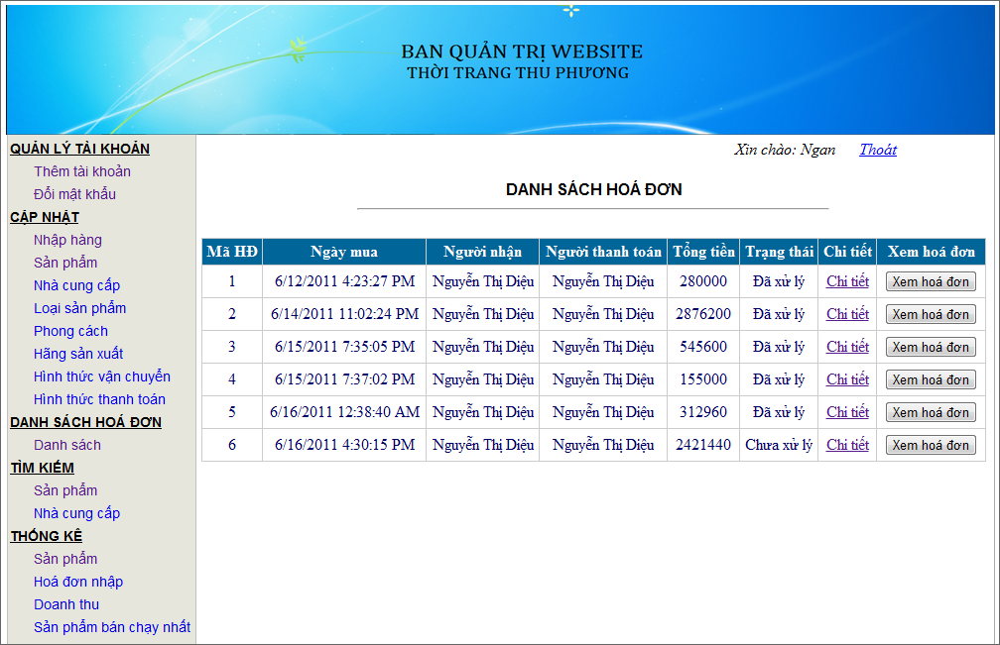 BAN QUẢN TRỊ WEBSITE
THỜI TRANG THU PHƯƠNG
Xin chào: Ngan Thoát
QUẢN LÝ TÀI KHOẢN
Thêm tài khoản
Đổi mật khẩu
CẬP NHẬT
Nhập hàng
Sản phẩm
Nhà cung cấp
Loại sản phẩm
Phong cách
Hãng sản xuất
Hình thức vận chuyển
Hình thức thanh toán
DANH SÁCH HOÁ ĐƠN
Danh sách
TÌM KIẾM
Sản phẩm
Nhà cung cấp
THỐNG KÊ
Sản phẩm
Hoá đơn nhập
Doanh thu
Sản phẩm bán chạy nhất
DANH SÁCH HOÁ ĐƠN
Mã HĐ Ngày mua Người nhận Người thanh toán Tổng tiền Trạng thái Chi tiết Xem hoá đơn
1 6/12/2011 4:23:27 PM Nguyễn Thị Diệu Nguyễn Thị Diệu 280000 Đã xử lý Chi tiết Xem hoá đơn
2 6/14/2011 11:02:24 PM Nguyễn Thị Diệu Nguyễn Thị Diệu 2876200 Đã xử lý Chi tiết Xem hoá đơn
3 6/15/2011 7:35:05 PM Nguyễn Thị Diệu Nguyễn Thị Diệu 545600 Đã xử lý Chi tiết Xem hoá đơn
4 6/15/2011 7:37:02 PM Nguyễn Thị Diệu Nguyễn Thị Diệu 155000 Đã xử lý Chi tiết Xem hoá đơn
5 6/16/2011 12:38:40 AM Nguyễn Thị Diệu Nguyễn Thị Diệu 312960 Đã xử lý Chi tiết Xem hoá đơn
6 6/16/2011 4:30:15 PM Nguyễn Thị Diệu Nguyễn Thị Diệu 2421440 Chưa xử lý Chi tiết Xem hoá đơn